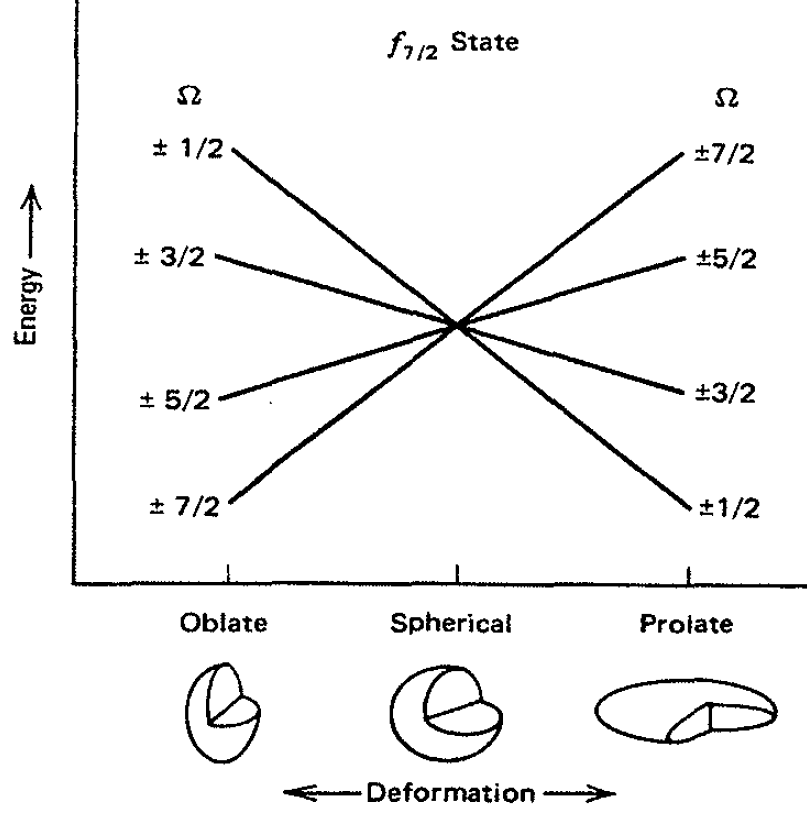 f7/2 State
Ω Ω
± 1/2 ±7/2
± 3/2 ±5/2
Energy
± 5/2 ±3/2
± 7/2 ±1/2
Oblate Spherical Prolate
Deformation